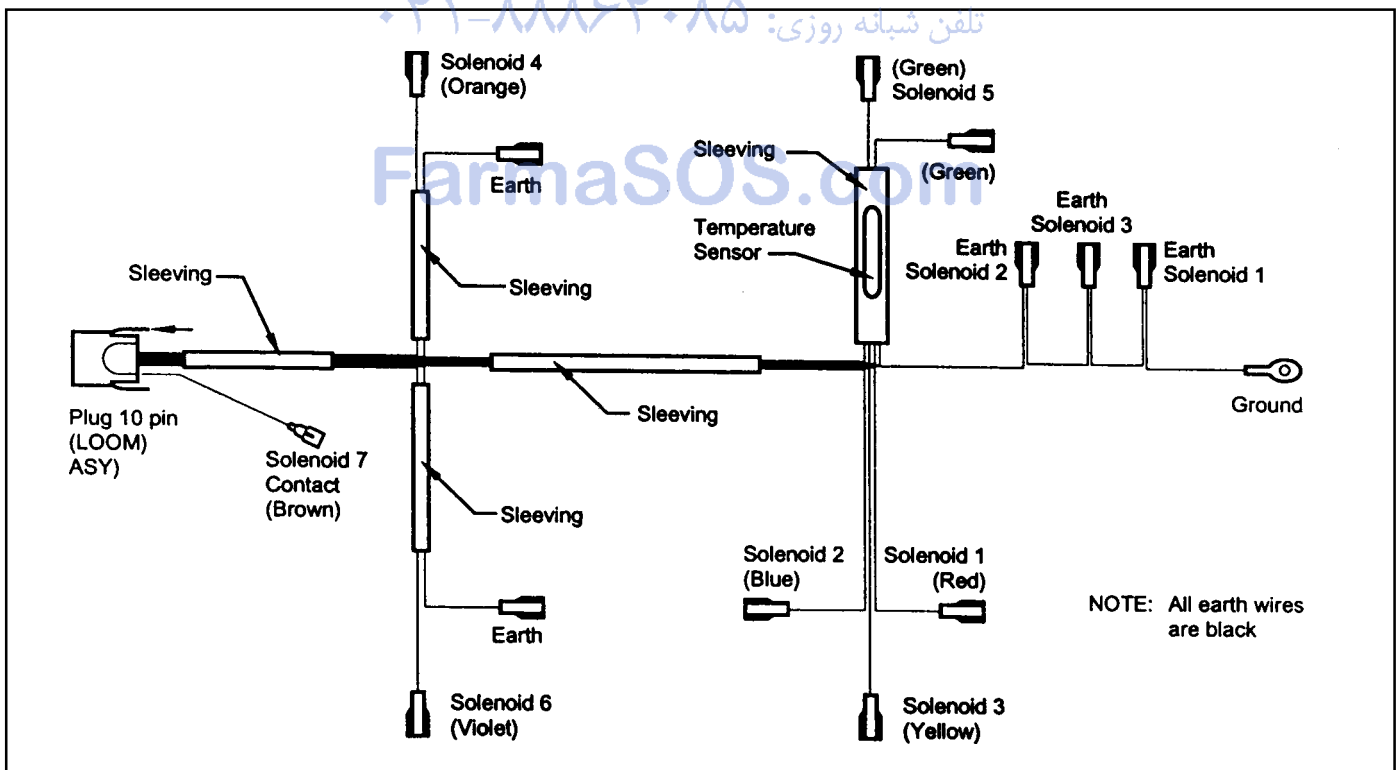 تلفن شبانه روزی: ۰۲۱-۸۸۸۶۲۰۸۵
Solenoid 4
(Orange)
(Green)
Solenoid 5
FarmaSOS.com
Sleeving
(Green)
Earth
Earth
Solenoid 3
Temperature
Sensor
Earth
Solenoid 2
Earth
Solenoid 1
Sleeving
Sleeving
Plug 10 pin
(LOOM)
ASY)
Solenoid 7
Contact
(Brown)
Sleeving
Ground
Sleeving
Solenoid 2
(Blue)
Solenoid 1
(Red)
Earth
NOTE: All earth wires
are black
Solenoid 6
(Violet)
Solenoid 3
(Yellow)